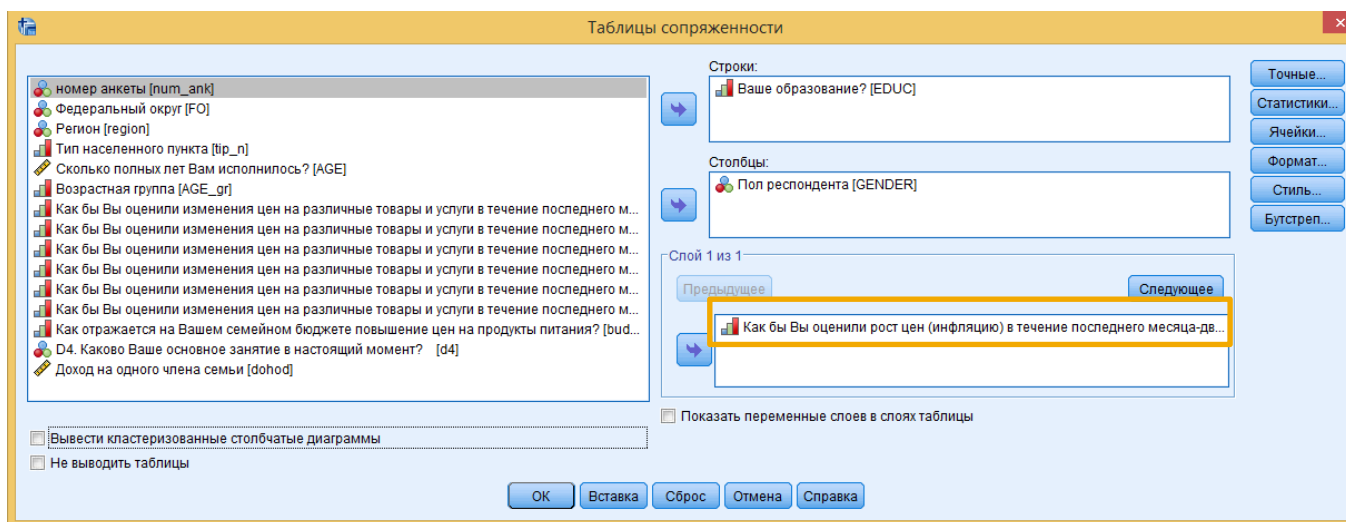 Таблицы сопряженности
номер анкеты [num_ank]
Федеральный округ [FO]
Регион [region]
Тип населенного пункта [tip_n]
Сколько полных лет Вам исполнилось? [AGE]
Возрастная группа [AGE_gr]
Как бы Вы оценили изменения цен на различные товары и услуги в течение последнего м...
Как бы Вы оценили изменения цен на различные товары и услуги в течение последнего м...
Как бы Вы оценили изменения цен на различные товары и услуги в течение последнего м...
Как бы Вы оценили изменения цен на различные товары и услуги в течение последнего м...
Как бы Вы оценили изменения цен на различные товары и услуги в течение последнего м...
Как бы Вы оценили изменения цен на различные товары и услуги в течение последнего м...
Как отражается на Вашем семейном бюджете повышение цен на продукты питания? [bud...
D4. Каково Ваше основное занятие в настоящий момент? [d4]
Доход на одного члена семьи [dohod]
Строки:
Ваше образование? [EDUC]
Столбцы:
Пол респондента [GENDER]
Слой 1 из 1
Предыдущее
Следующее
Как бы Вы оценили рост цен (инфляцию) в течение последнего месяца-дв...
Показать переменные слоев в слоях таблицы
Точные...
Статистики...
Ячейки...
Формат...
Стиль...
Бутстреп...
Вывести кластеризованные столбчатые диаграммы
Не выводить таблицы
ОК
Вставка
Сброс
Отмена
Справка